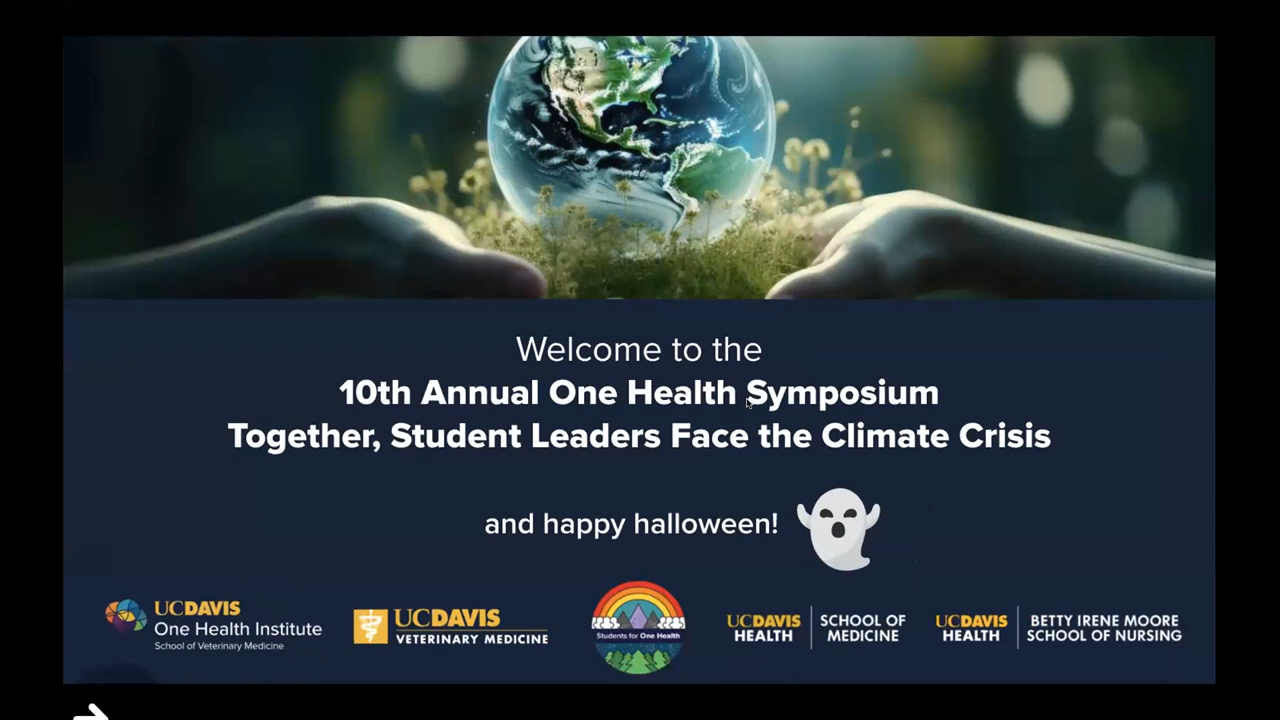 Welcome to the
10th Annual One Health Symposium
Together, Student Leaders Face the Climate Crisis
and happy halloween!
UCDAVIS
One Health Institute
School of Veterinary Medicine
UCDAVIS
VETERINARY MEDICINE
Students for One Health
UCDAVIS
HEALTH
SCHOOL OF
MEDICINE
UCDAVIS
HEALTH
BETTY IRENE MOORE
SCHOOL OF NURSING